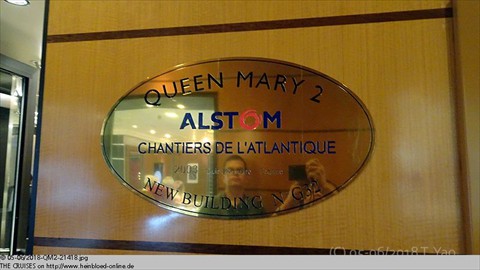 QUEEN MARY 2
ALSTOM
CHANTIERS DE L'ATLANTIQUE
NEW BUILDING N G32
(C) 05-06/2018 T. Yao
© 05-06/2018-QM2-21418.jpg
THE CRUISES on http://www.heinbloed-online.de